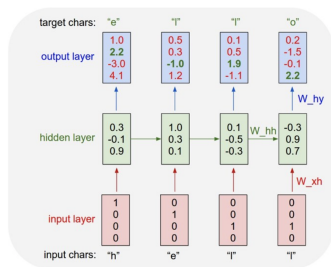 target chars: “e” “l” “l” “o”
output layer
1.0 0.5 0.1 0.2
2.2 0.3 0.5 -1.5
-3.0 -1.0 1.9 -0.1
4.1 1.2 -1.1 2.2
W_hy
hidden layer
0.3 1.0 0.1 -0.3
-0.1 0.3 -0.5 0.9
0.9 0.1 -0.3 0.7
W_hh
W_xh
input layer
1 0 0 0
0 1 0 0
0 0 1 1
0 0 0 0
input chars: “h” “e” “l” “l”